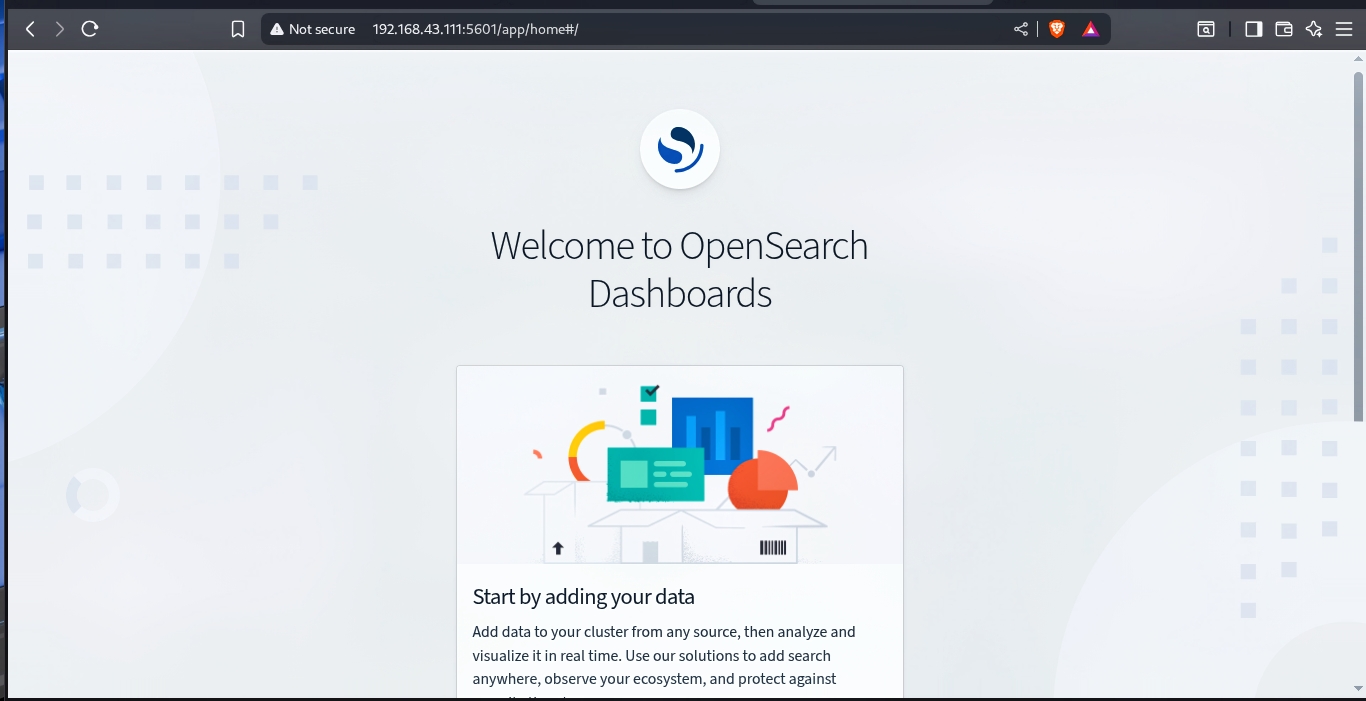 Not secure 192.168.43.111:5601/app/home#/
Welcome to OpenSearch
Dashboards
Start by adding your data
Add data to your cluster from any source, then analyze and
visualize it in real time. Use our solutions to add search
anywhere, observe your ecosystem, and protect against